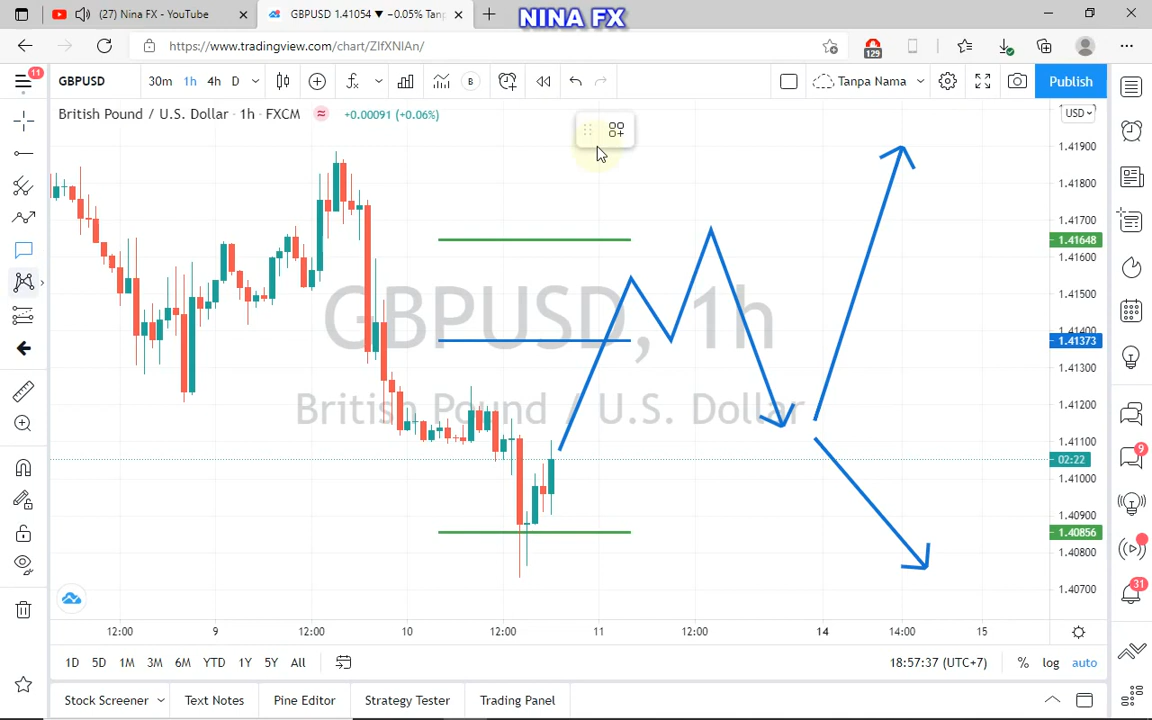 (27) Nina FX - YouTube
GBPUSD 1.41054 ▼ −0.05% Tan
NINA FX
https://www.tradingview.com/chart/ZIfXNIAn/
129
11
GBPUSD
30m 1h 4h D
B
Tanpa Nama
Publish
British Pound / U.S. Dollar · 1h · FXCM
+0.00091 (+0.06%)
USD
GBPUSD, 1h
British Pound / U.S. Dollar
1.41900
1.41800
1.41700
1.41648
1.41600
1.41500
1.41400
1.41373
1.41300
1.41200
1.41100
02:22
1.41000
1.40900
1.40856
1.40800
1.40700
9
31
12:00 9 12:00 10 12:00 11 12:00 14 14:00 15
1D 5D 1M 3M 6M YTD 1Y 5Y All
18:57:37 (UTC+7) % log auto
Stock Screener Text Notes Pine Editor Strategy Tester Trading Panel